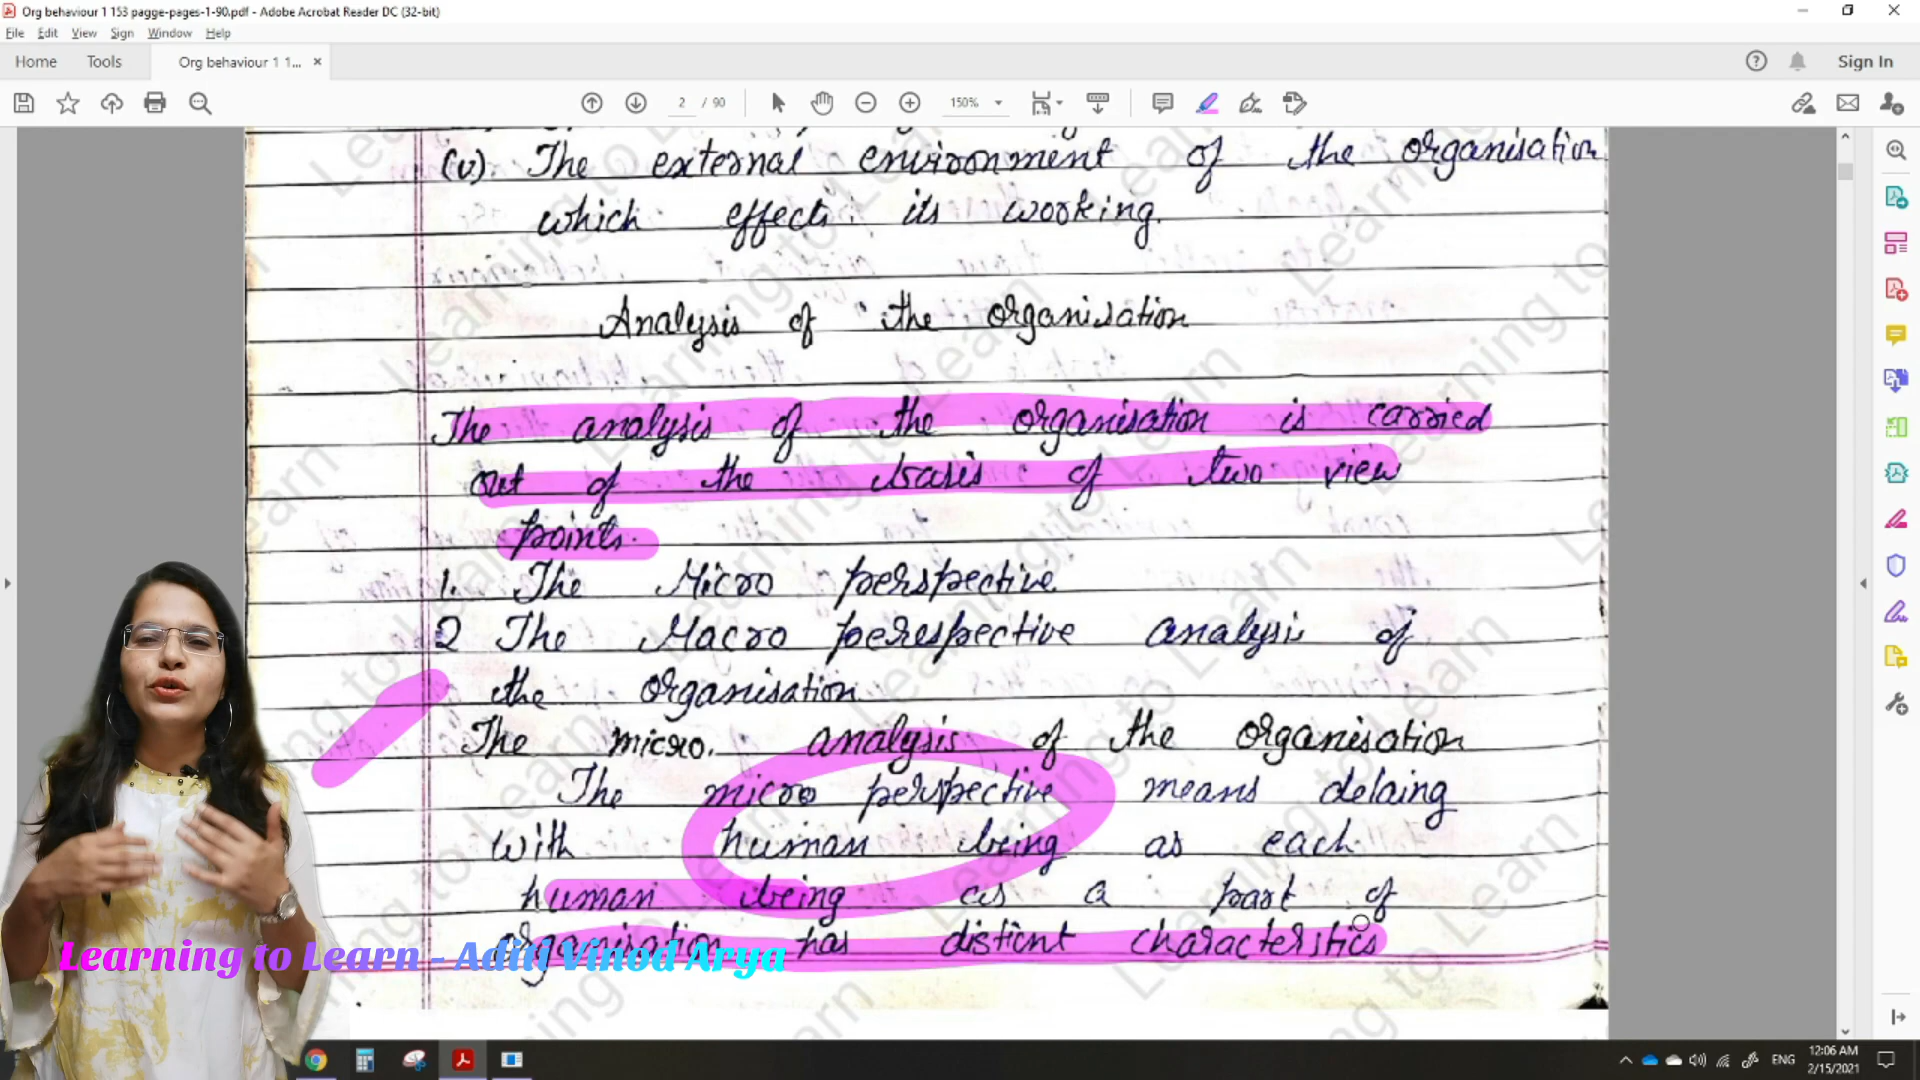 Org behaviour 1 153 pagge-pages-1-90.pdf - Adobe Acrobat Reader DC (32-bit)
File Edit View Sign Window Help
Home Tools Org behaviour 1 1... × Sign In
2 / 90 150%
(v). The external environment of the organisation
which effects its working.
Analysis of the organisation
The analysis of the organisation is carried
out of the basis of two view
points.
1. The Micro perspective.
2 The Macro perespective analysis of
the organisation
The micro. analysis of the organisation
The micro perspective means delaing
with human being as each
human being as a part of
organisation has disticnt characterstics
Learning to Learn - Aditi Vinod Arya
ENG
12:06 AM
2/15/2021